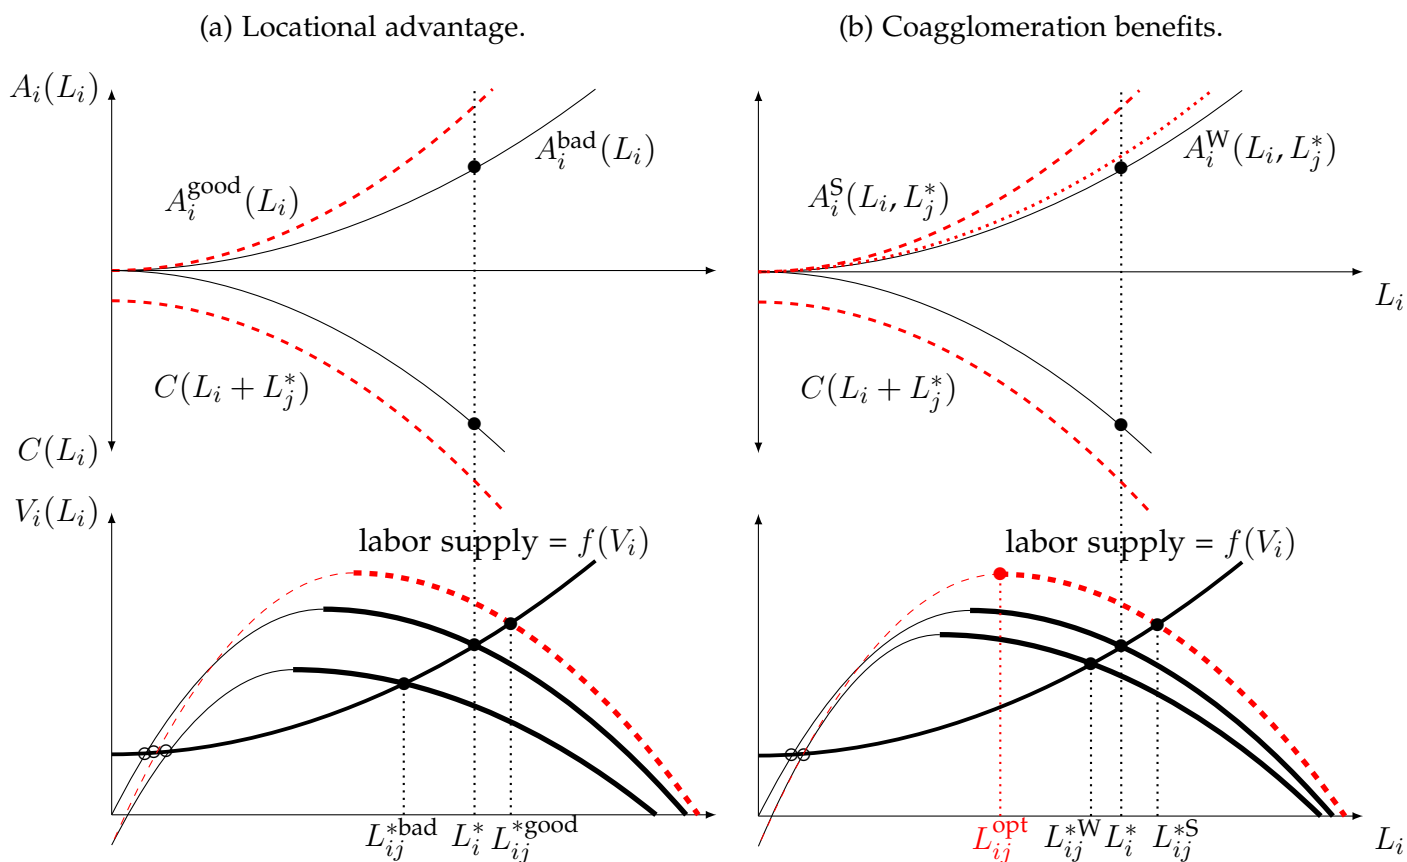 (a) Locational advantage.
(b) Coagglomeration benefits.
A_i(L_i)
A_i^bad(L_i)
A_i^good(L_i)
A_i^W(L_i, L_j^*)
A_i^S(L_i, L_j^*)
L_i
C(L_i + L_j^*)
C(L_i + L_j^*)
C(L_i)
V_i(L_i)
labor supply = f(V_i)
labor supply = f(V_i)
L_ij^*bad
L_i^*
L_ij^*good
L_ij^opt
L_ij^*W
L_i^*
L_ij^*S
L_i